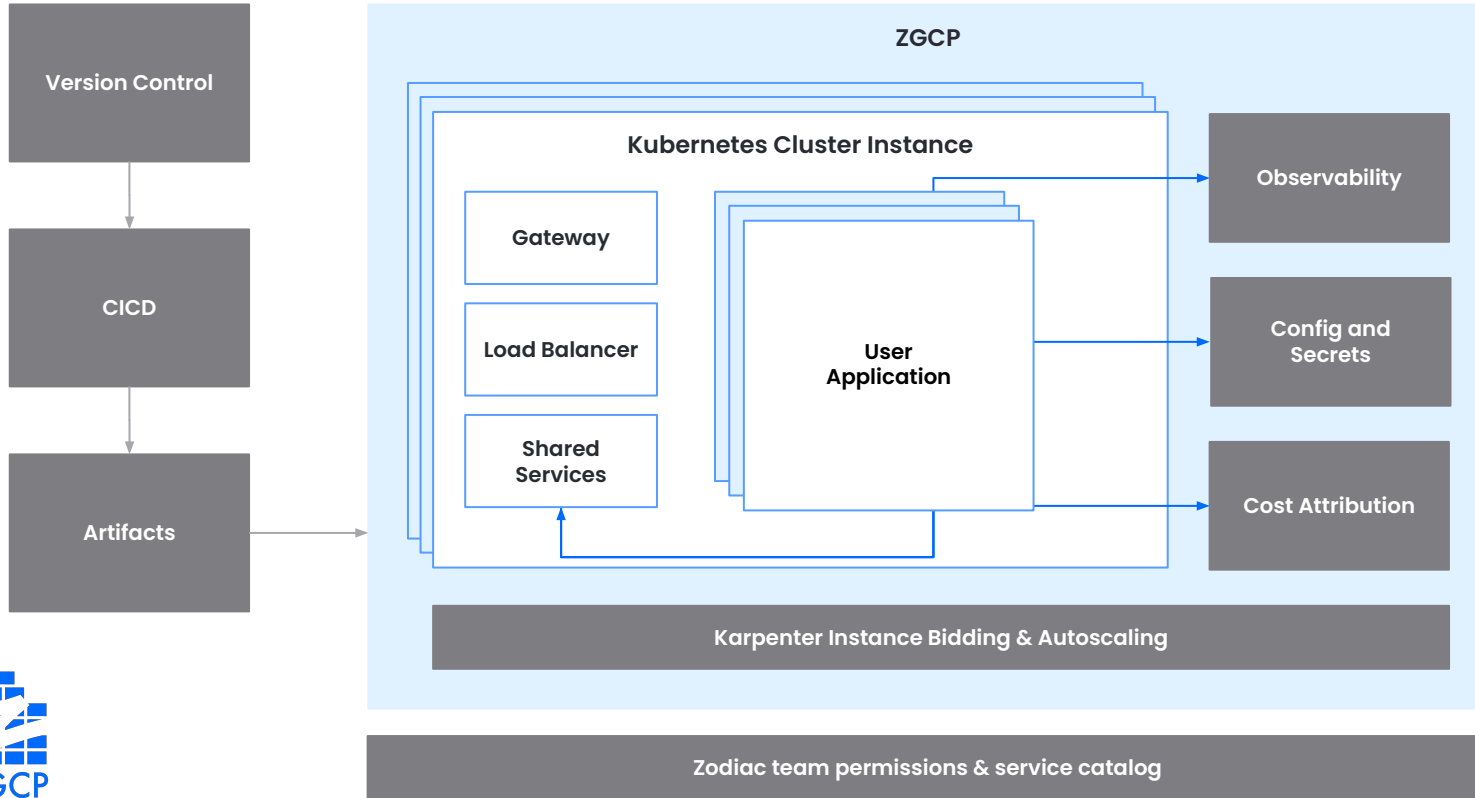 Version Control
CICD
Artifacts
ZGCP
Kubernetes Cluster Instance
Gateway
Load Balancer
Shared
Services
User
Application
Observability
Config and
Secrets
Cost Attribution
Karpenter Instance Bidding & Autoscaling
Zodiac team permissions & service catalog
GCP